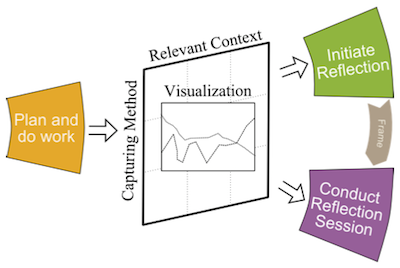 Plan and
do work
Capturing Method
Relevant Context
Visualization
Initiate
Reflection
Frame
Conduct
Reflection
Session